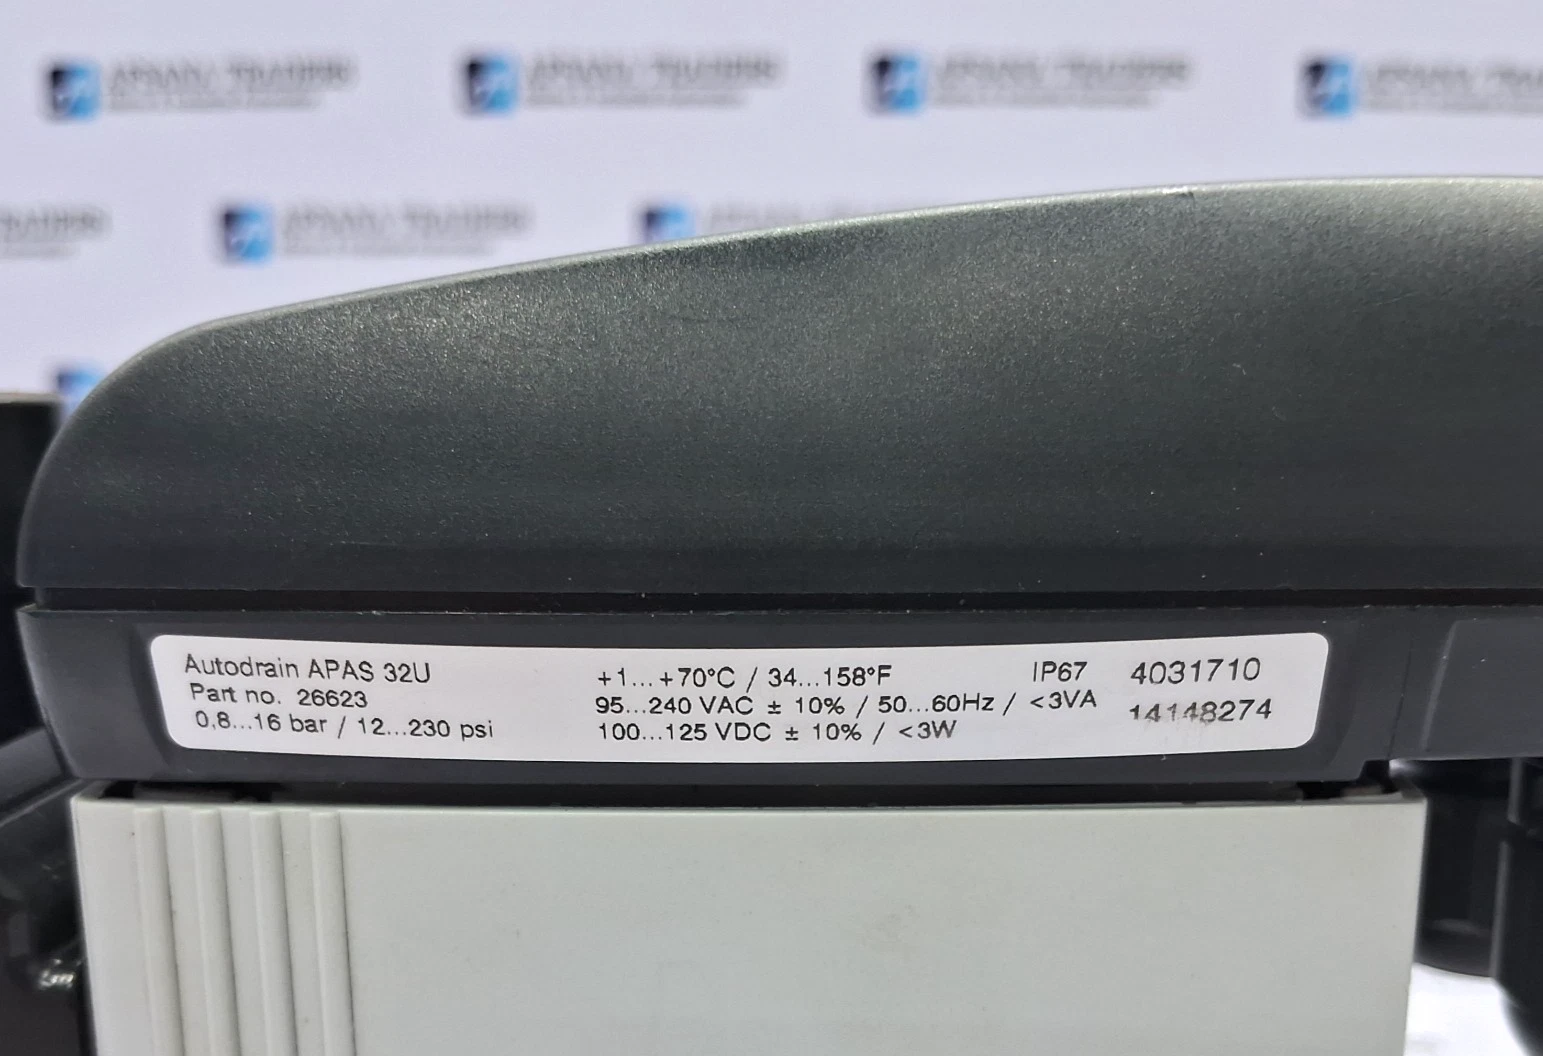 Autodrain APAS 32U
Part no. 26623
0,8...16 bar / 12...230 psi
+1...+70°C / 34...158°F
IP67
95...240 VAC ± 10% / 50...60Hz / <3VA
100...125 VDC ± 10% / <3W
4031710
14148274